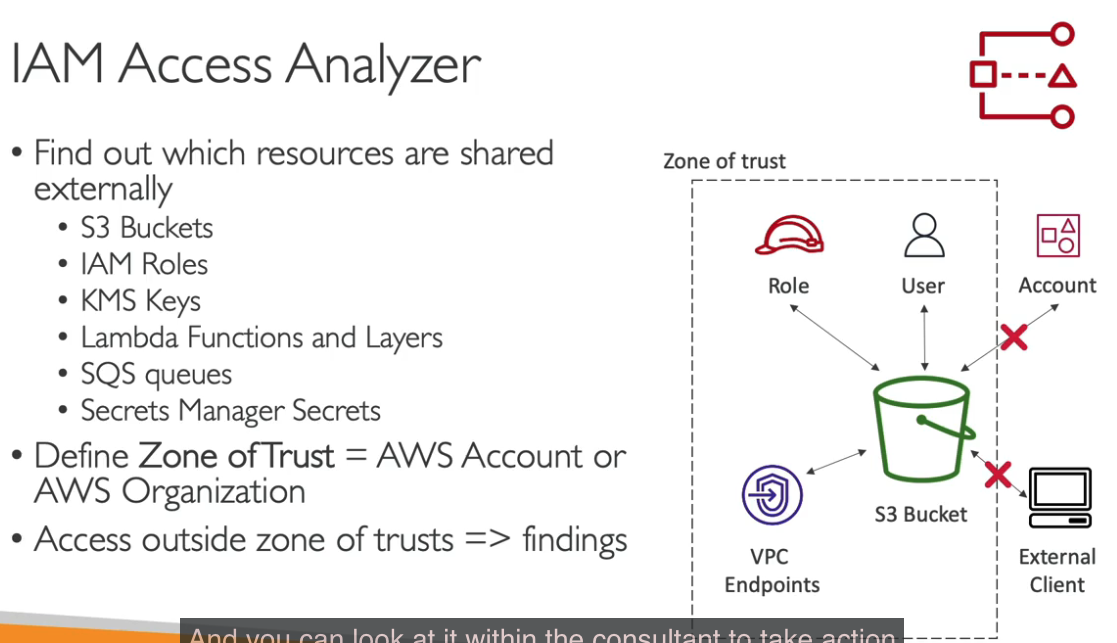 IAM Access Analyzer
• Find out which resources are shared
externally
• S3 Buckets
• IAM Roles
• KMS Keys
• Lambda Functions and Layers
• SQS queues
• Secrets Manager Secrets
• Define Zone of Trust = AWS Account or
AWS Organization
• Access outside zone of trusts => findings
Zone of trust
Role
User
Account
S3 Bucket
VPC
Endpoints
External
Client
And you can look at it within the consultant to take action